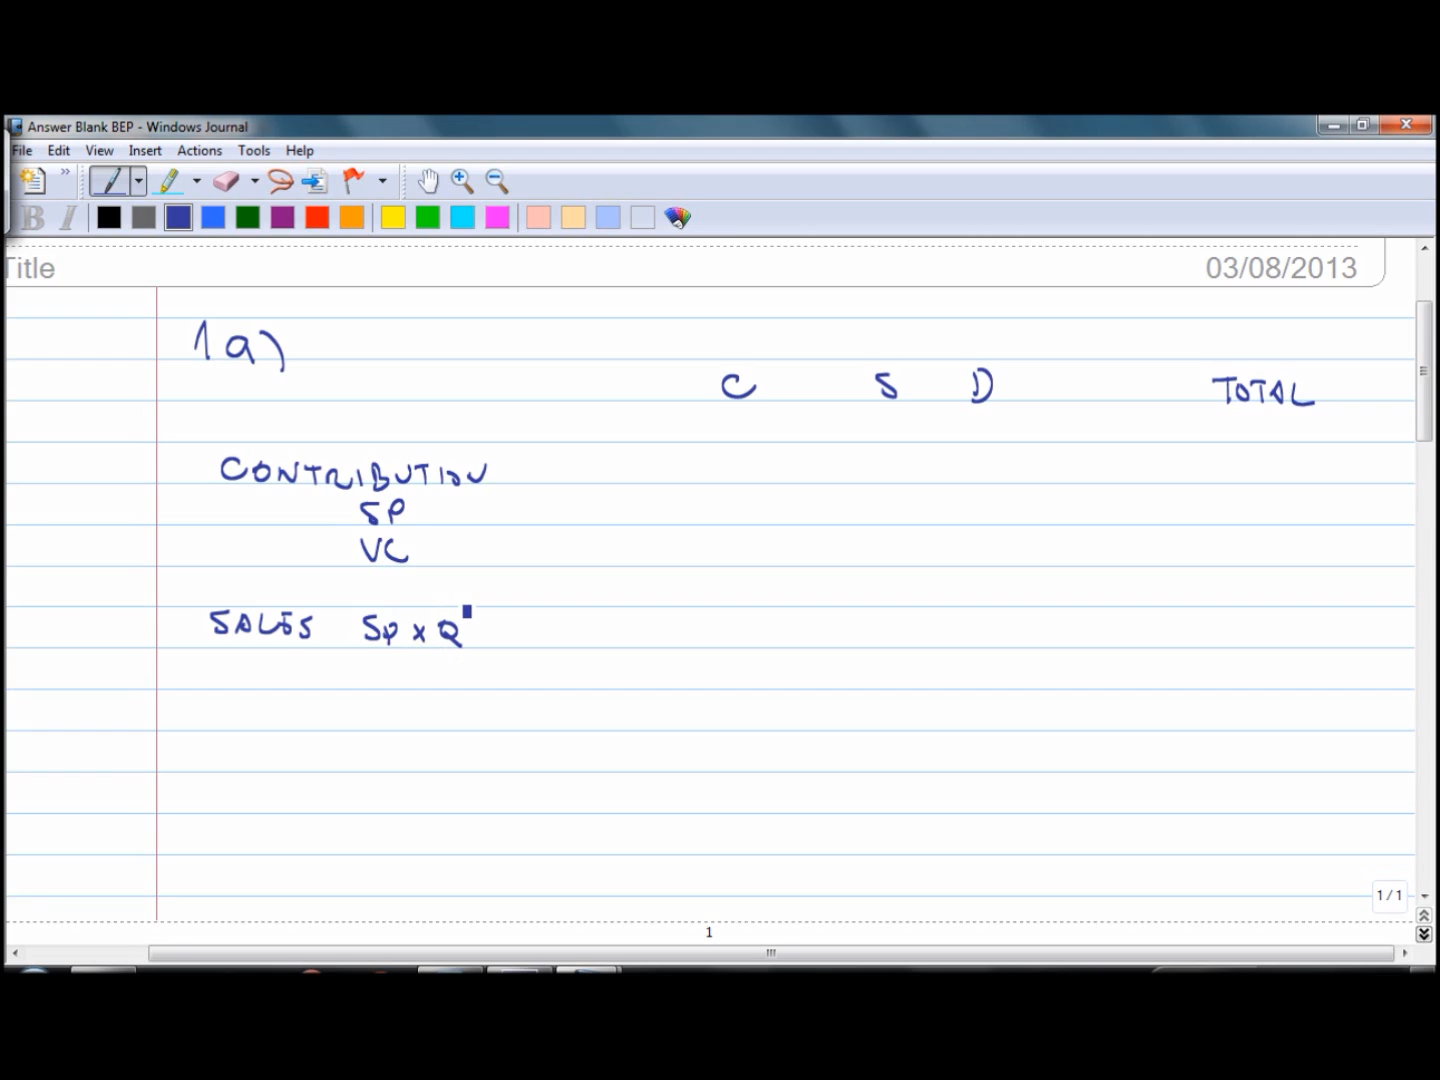 Answer Blank BEP - Windows Journal
File Edit View Insert Actions Tools Help
B I
Title 03/08/2013
1a)
C S D TOTAL
CONTRIBUTION
SP
VC
SALES SP x Q
1 / 1
1